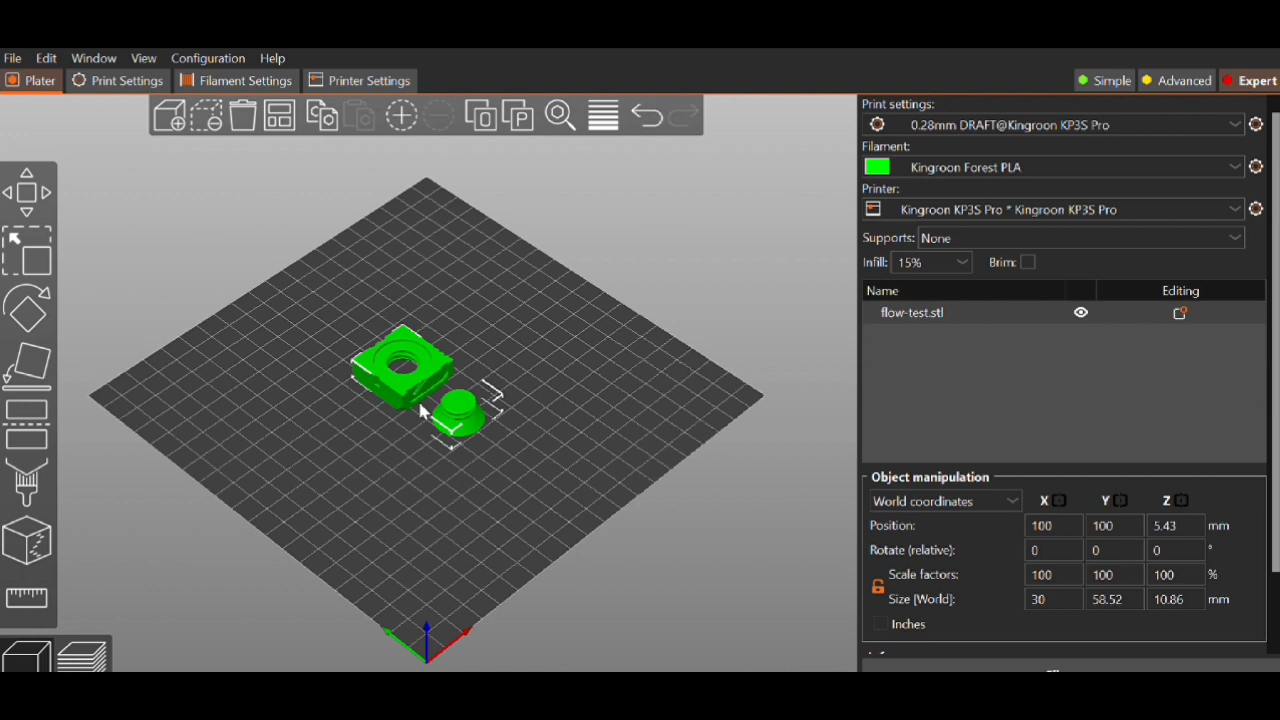 File Edit Window View Configuration Help
Plater Print Settings Filament Settings Printer Settings Simple Advanced Expert
Print settings:
0.28mm DRAFT@Kingroon KP3S Pro
Filament:
Kingroon Forest PLA
Printer:
Kingroon KP3S Pro * Kingroon KP3S Pro
Supports: None
Infill: 15% Brim:
Name Editing
flow-test.stl
Object manipulation
World coordinates X Y Z
Position: 100 100 5.43 mm
Rotate (relative): 0 0 0 °
Scale factors: 100 100 100 %
Size [World]: 30 58.52 10.86 mm
Inches